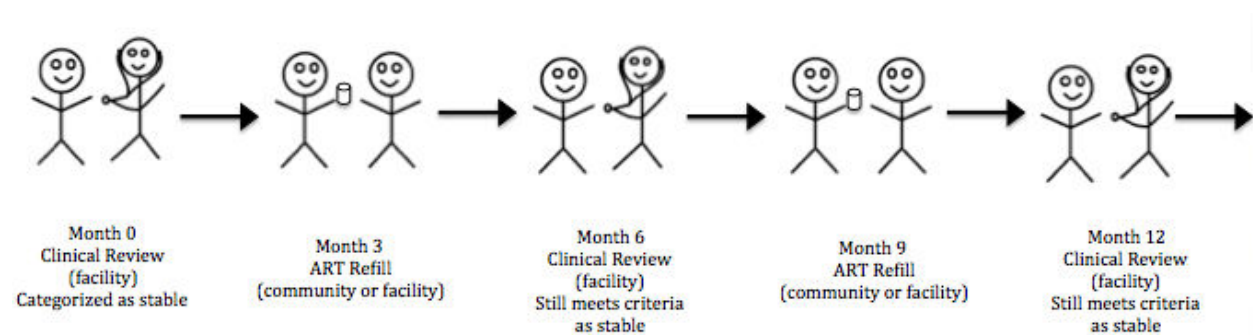 Month 0
Clinical Review
(facility)
Categorized as stable
Month 3
ART Refill
(community or facility)
Month 6
Clinical Review
(facility)
Still meets criteria
as stable
Month 9
ART Refill
(community or facility)
Month 12
Clinical Review
(facility)
Still meets criteria
as stable